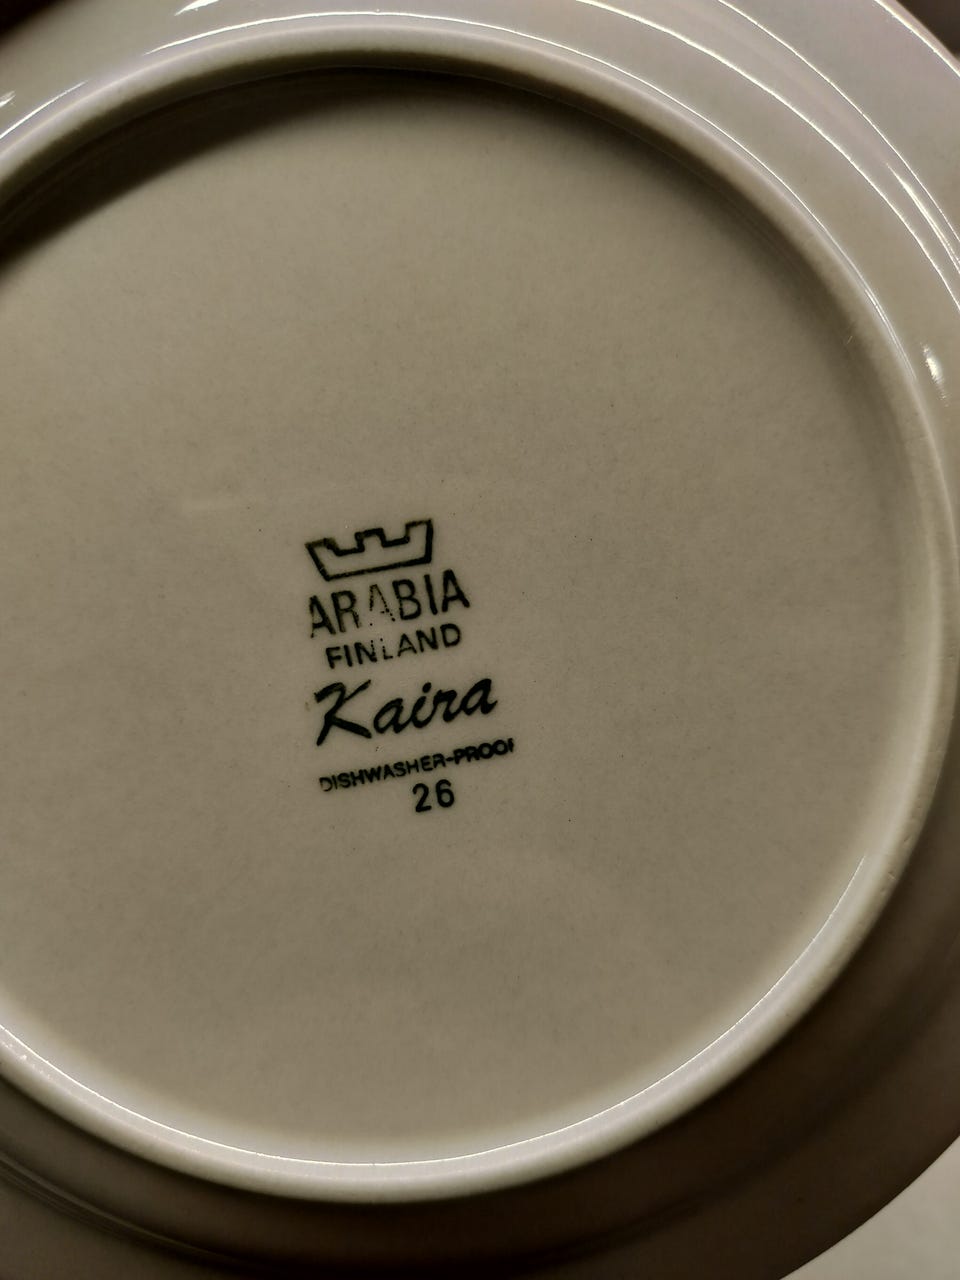 ARABIA
FINLAND
Kaira
DISHWASHER-PROOF
26